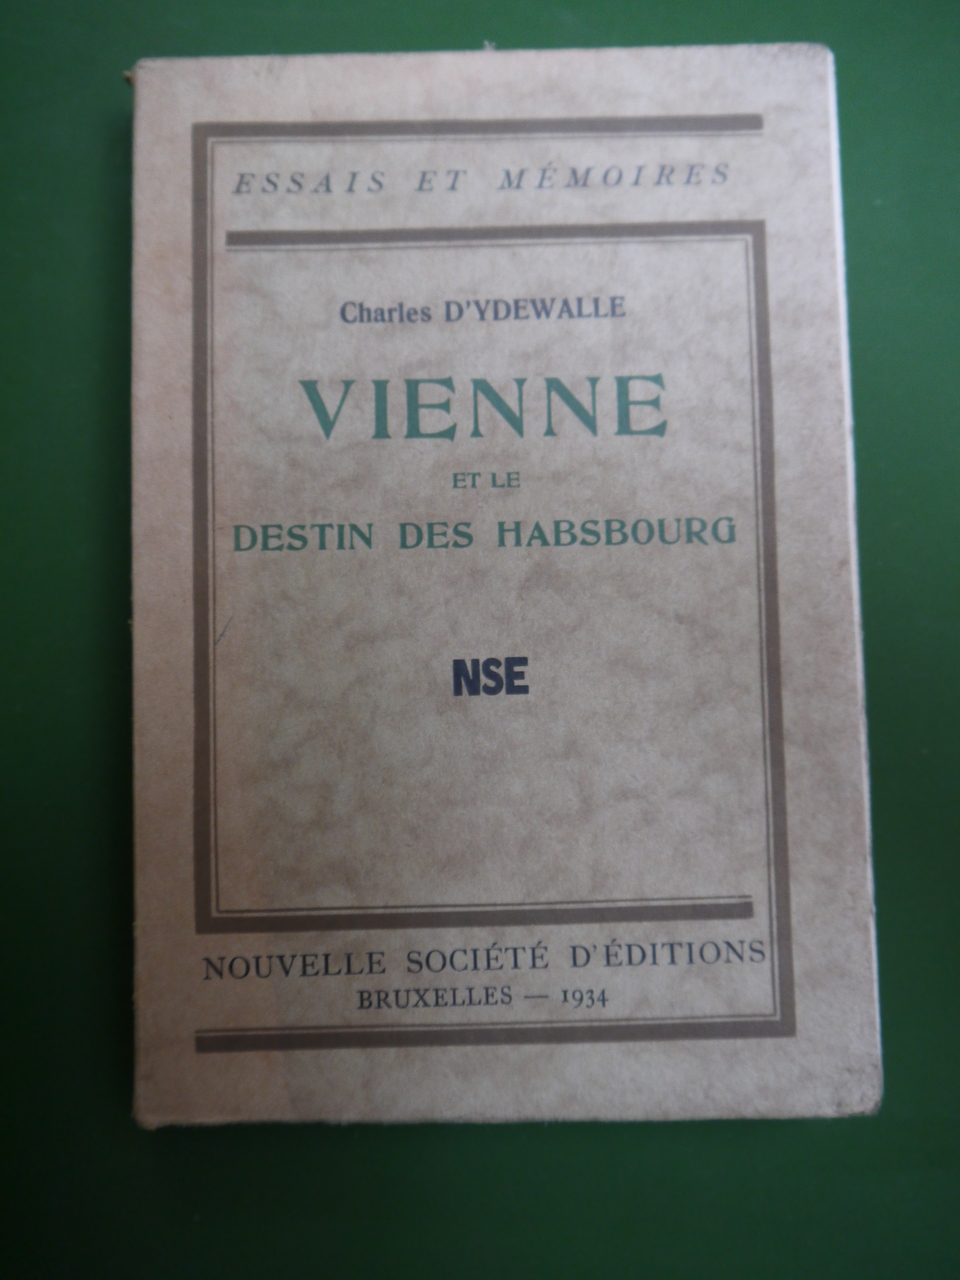 ESSAIS ET MÉMOIRES
Charles D'YDEWALLE
VIENNE
ET LE
DESTIN DES HABSBOURG
NSE
NOUVELLE SOCIÉTÉ D'ÉDITIONS
BRUXELLES — 1934